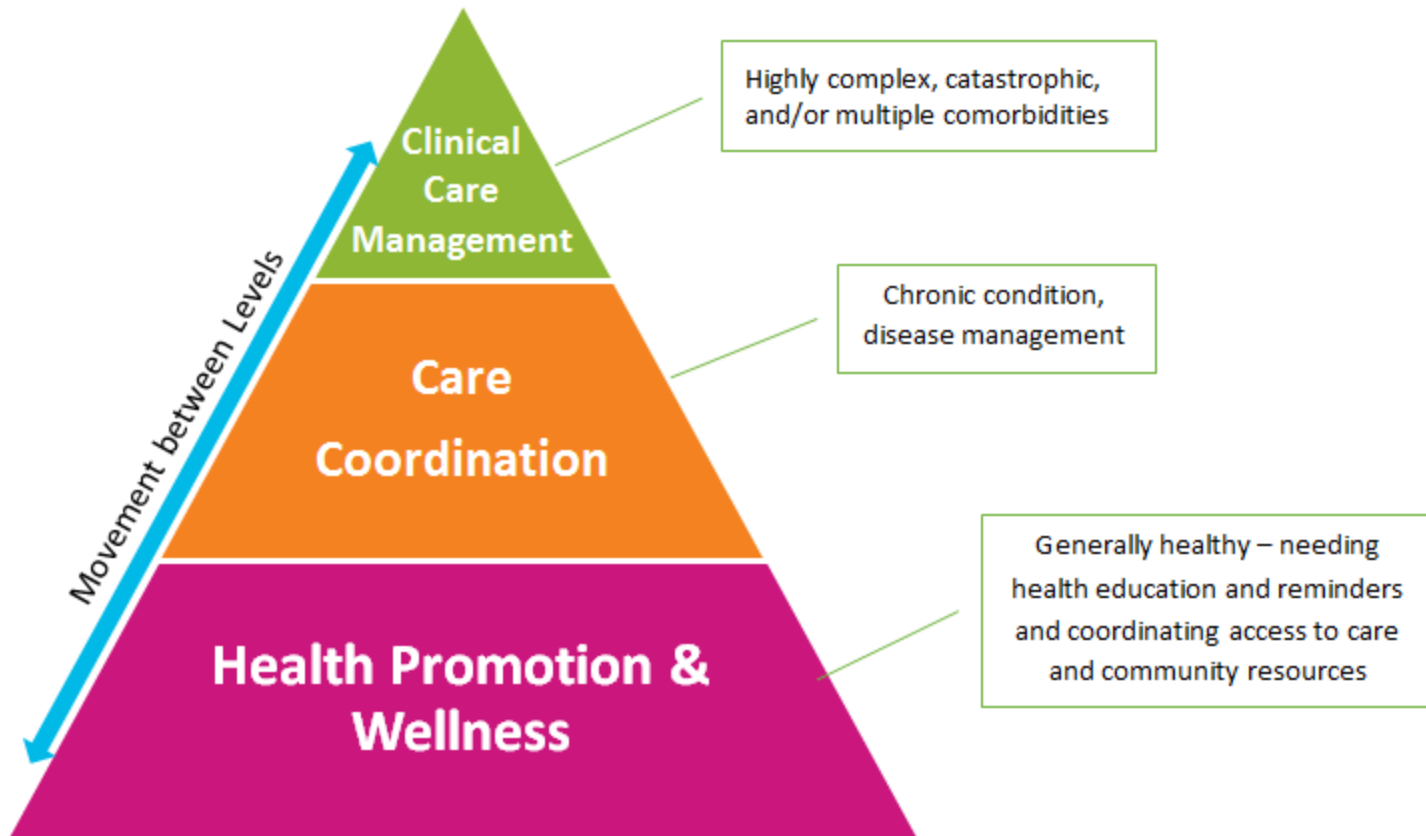 Clinical
Care
Management
Highly complex, catastrophic,
and/or multiple comorbidities
Movement between Levels
Care
Coordination
Chronic condition,
disease management
Health Promotion &
Wellness
Generally healthy – needing
health education and reminders
and coordinating access to care
and community resources